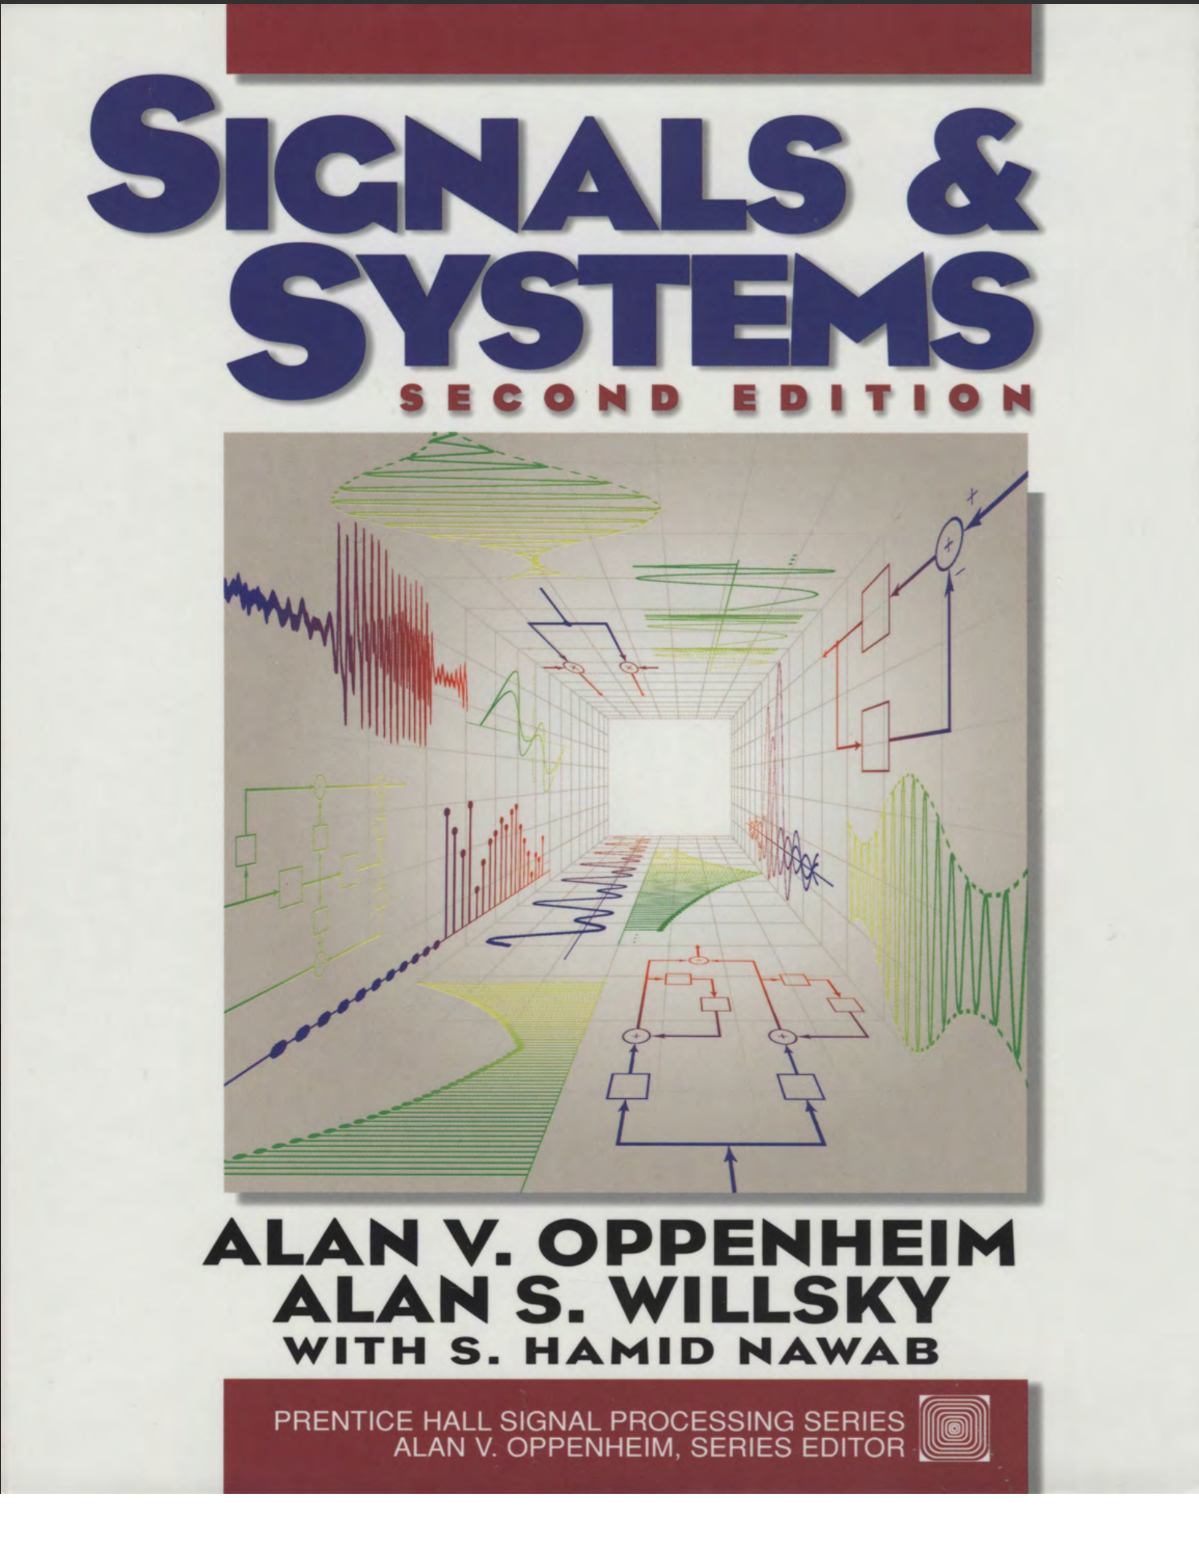 SIGNALS &
SYSTEMS
SECOND EDITION
ALAN V. OPPENHEIM
ALAN S. WILLSKY
WITH S. HAMID NAWAB
PRENTICE HALL SIGNAL PROCESSING SERIES
ALAN V. OPPENHEIM, SERIES EDITOR